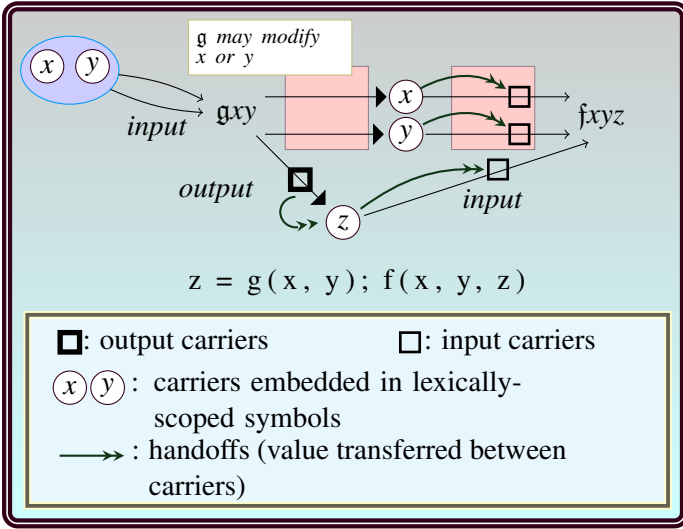 𝔤 may modify
x or y
x y
input
𝔤xy
x
y
𝔣xyz
output
z
input
z = g(x, y); f(x, y, z)
: output carriers
: input carriers
x y : carriers embedded in lexically-
scoped symbols
: handoffs (value transferred between
carriers)